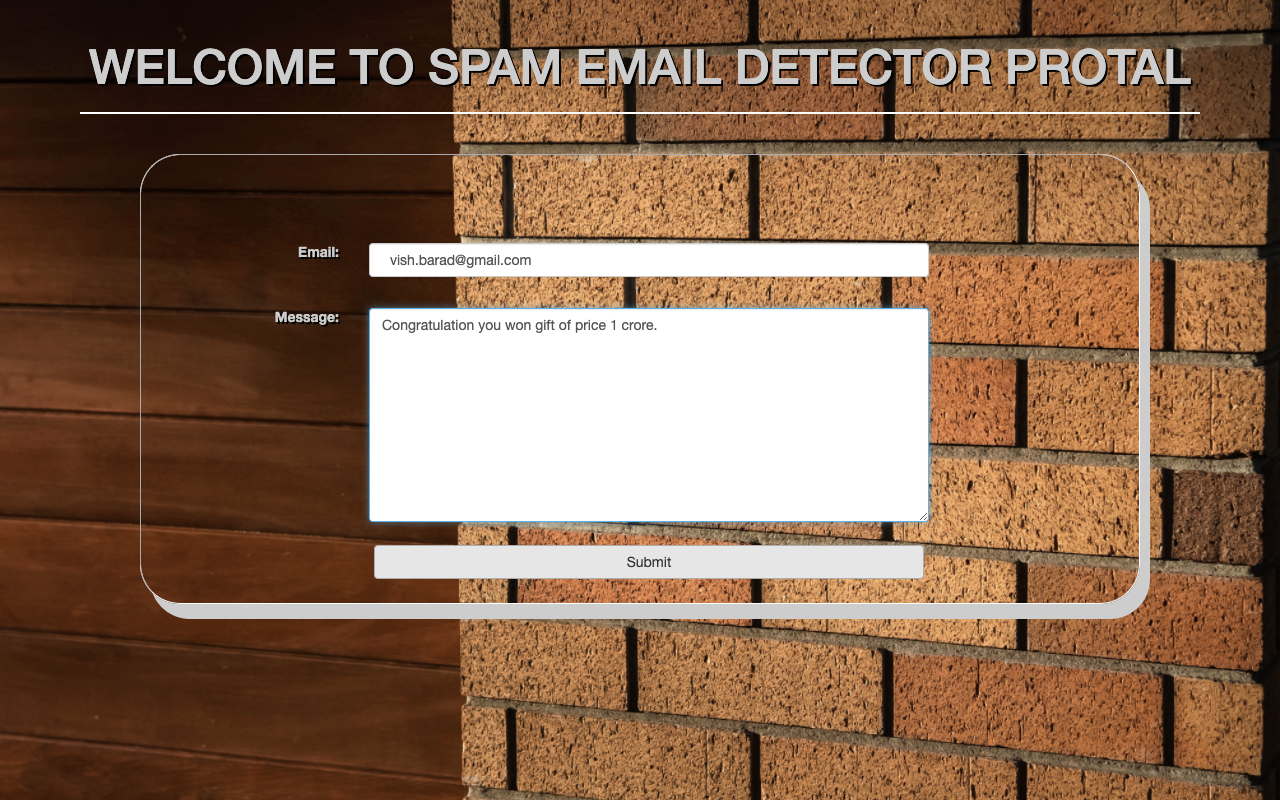 WELCOME TO SPAM EMAIL DETECTOR PROTAL
Email:
vish.barad@gmail.com
Message:
Congratulation you won gift of price 1 crore.
Submit